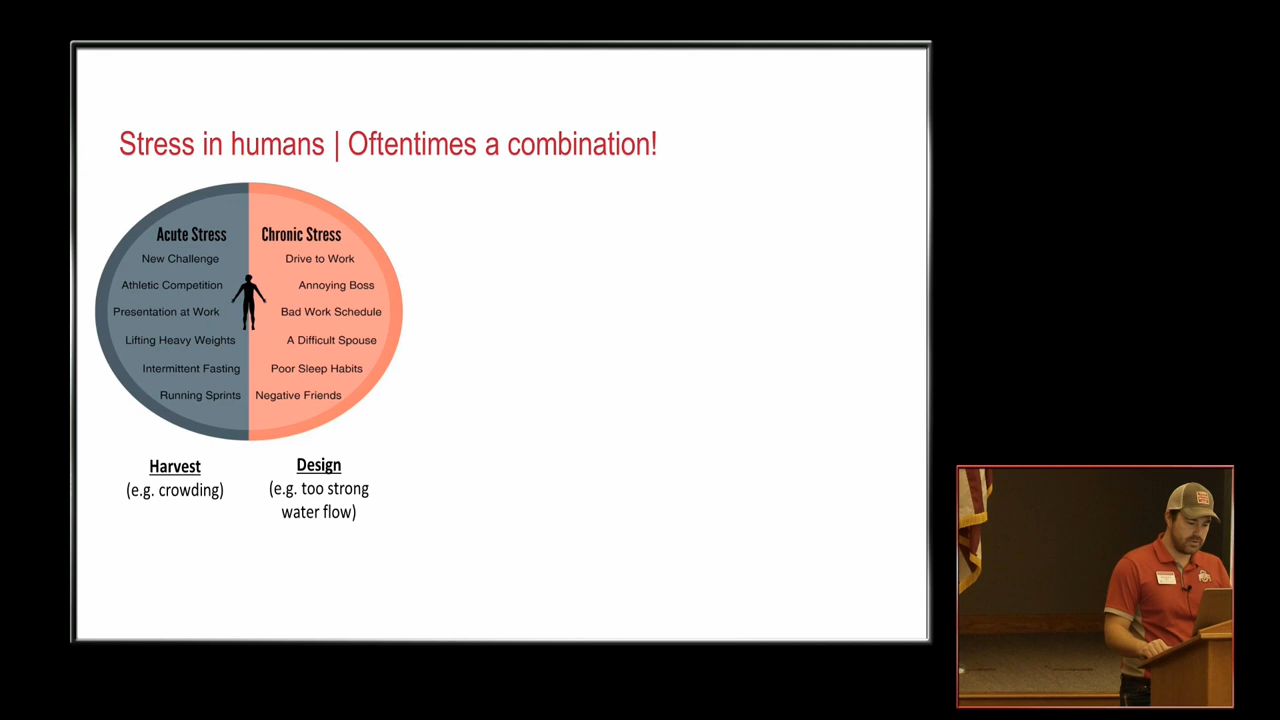 Stress in humans | Oftentimes a combination!
Acute Stress
New Challenge
Athletic Competition
Presentation at Work
Lifting Heavy Weights
Intermittent Fasting
Running Sprints
Chronic Stress
Drive to Work
Annoying Boss
Bad Work Schedule
A Difficult Spouse
Poor Sleep Habits
Negative Friends
Harvest
(e.g. crowding)
Design
(e.g. too strong
water flow)